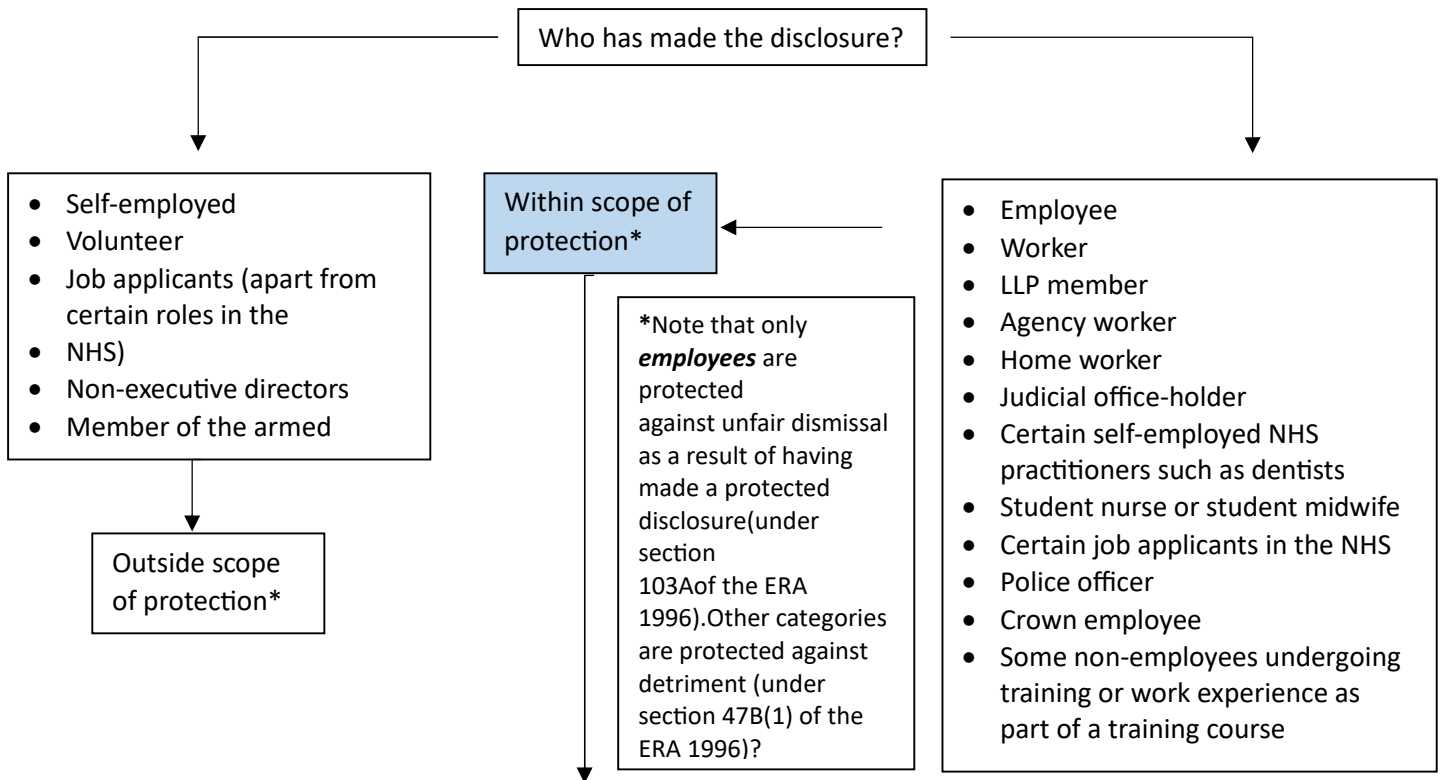 Who has made the disclosure?
• Self-employed
• Volunteer
• Job applicants (apart from
certain roles in the
• NHS)
• Non-executive directors
• Member of the armed
Outside scope
of protection*
Within scope of
protection*
*Note that only
employees are
protected
against unfair dismissal
as a result of having
made a protected
disclosure(under
section
103Aof the ERA
1996).Other categories
are protected against
detriment (under
section 47B(1) of the
ERA 1996)?
• Employee
• Worker
• LLP member
• Agency worker
• Home worker
• Judicial office-holder
• Certain self-employed NHS
practitioners such as dentists
• Student nurse or student midwife
• Certain job applicants in the NHS
• Police officer
• Crown employee
• Some non-employees undergoing
training or work experience as
part of a training course